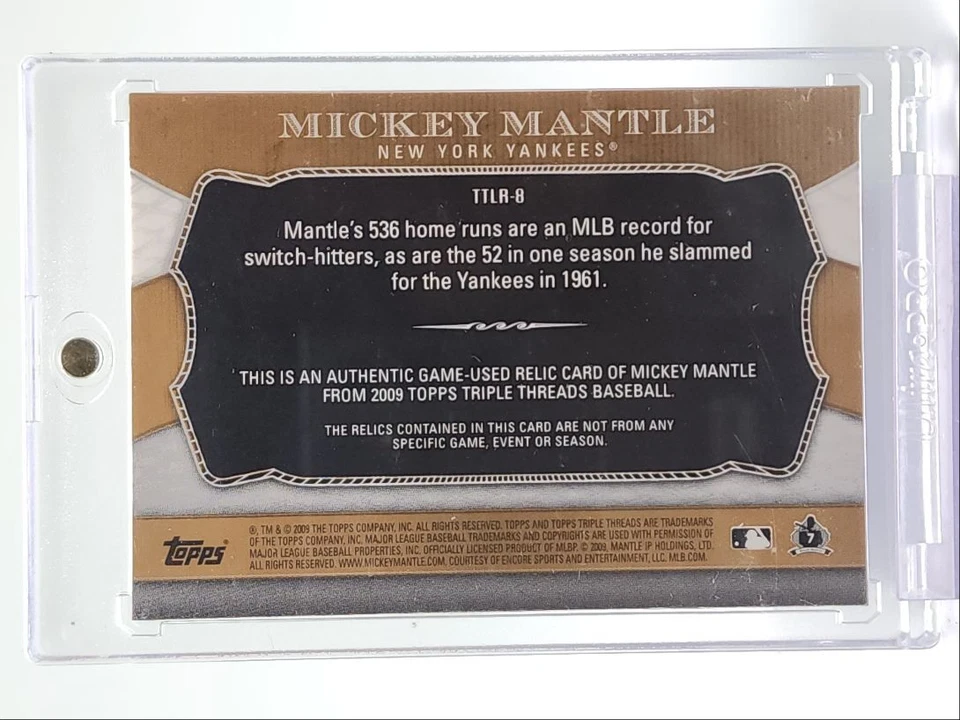 MICKEY MANTLE
NEW YORK YANKEES®
TTLR-8
Mantle's 536 home runs are an MLB record for
switch-hitters, as are the 52 in one season he slammed
for the Yankees in 1961.
THIS IS AN AUTHENTIC GAME-USED RELIC CARD OF MICKEY MANTLE
FROM 2009 TOPPS TRIPLE THREADS BASEBALL.
THE RELICS CONTAINED IN THIS CARD ARE NOT FROM ANY
SPECIFIC GAME, EVENT OR SEASON.
topps
®, TM & © 2009 THE TOPPS COMPANY, INC. ALL RIGHTS RESERVED. TOPPS AND TOPPS TRIPLE THREADS ARE TRADEMARKS
OF THE TOPPS COMPANY, INC. MAJOR LEAGUE BASEBALL TRADEMARKS AND COPYRIGHTS ARE USED WITH PERMISSION OF
MAJOR LEAGUE BASEBALL PROPERTIES, INC. OFFICIALLY LICENSED PRODUCT OF MLBP. © 2009, MANTLE IP HOLDINGS, LTD.
ALL RIGHTS RESERVED. WWW.MICKEYMANTLE.COM, COURTESY OF ENCORE SPORTS AND ENTERTAINMENT, LLC. MLB.COM.
7